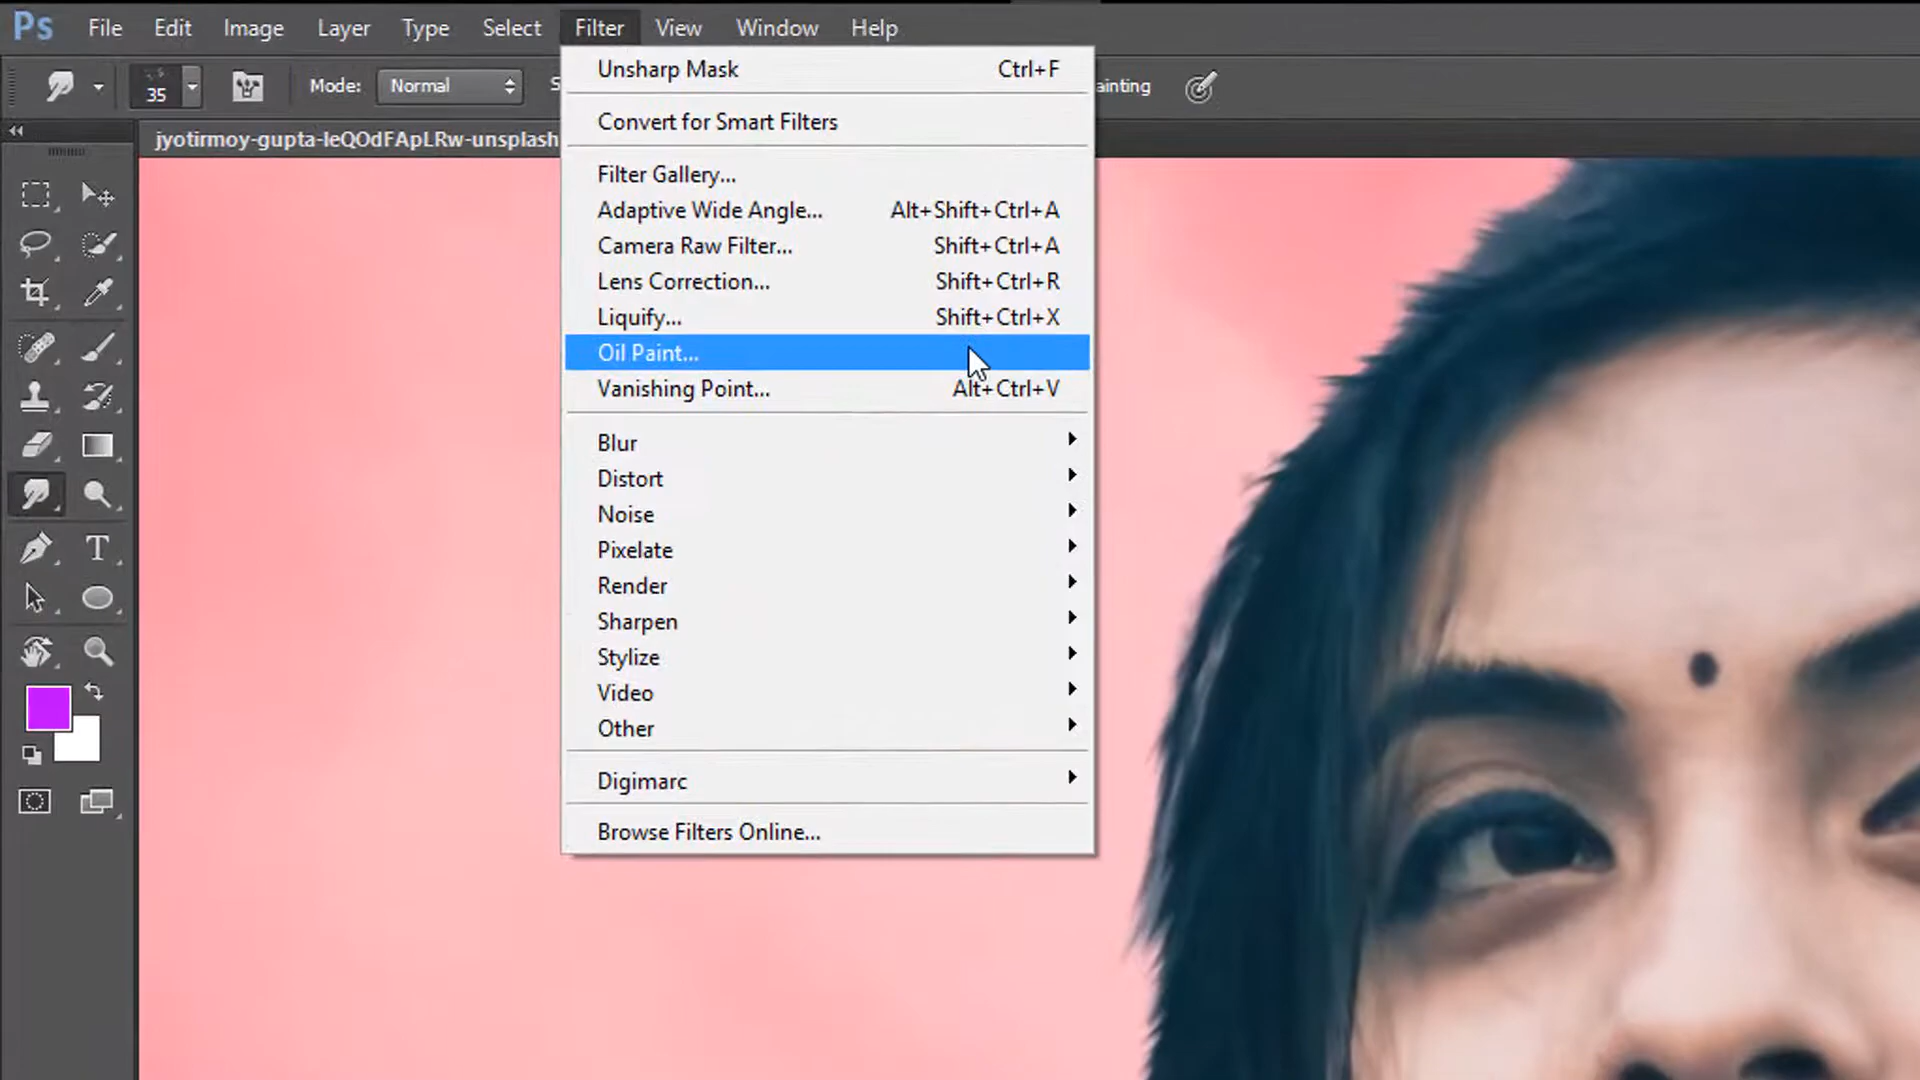 Ps File Edit Image Layer Type Select Filter View Window Help
35 Mode: Normal ainting
jyotirmoy-gupta-IeQOdFApLRw-unsplash
Unsharp Mask Ctrl+F
Convert for Smart Filters
Filter Gallery...
Adaptive Wide Angle... Alt+Shift+Ctrl+A
Camera Raw Filter... Shift+Ctrl+A
Lens Correction... Shift+Ctrl+R
Liquify... Shift+Ctrl+X
Oil Paint...
Vanishing Point... Alt+Ctrl+V
Blur
Distort
Noise
Pixelate
Render
Sharpen
Stylize
Video
Other
Digimarc
Browse Filters Online...